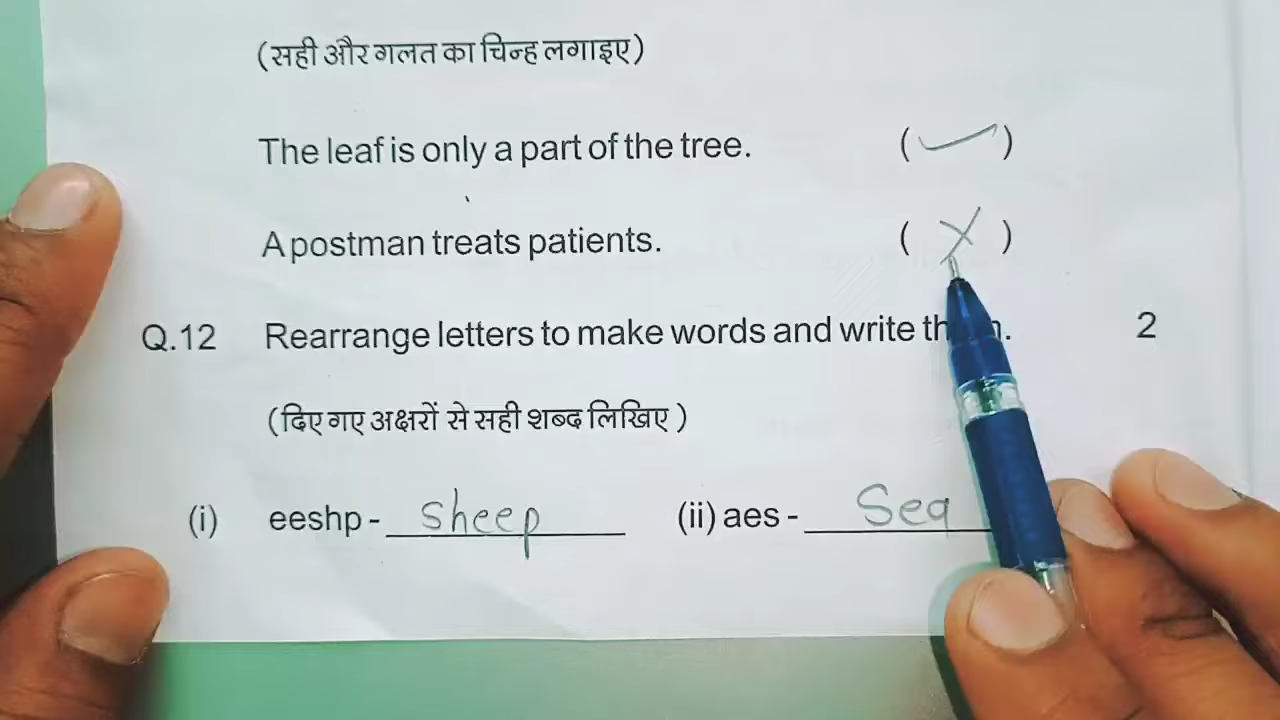 (सही और गलत का चिन्ह लगाइए)
The leaf is only a part of the tree. (✓)
A postman treats patients. (X)
Q.12 Rearrange letters to make words and write them. 2
(दिए गए अक्षरों से सही शब्द लिखिए )
(i) eeshp - sheep (ii) aes - Sea